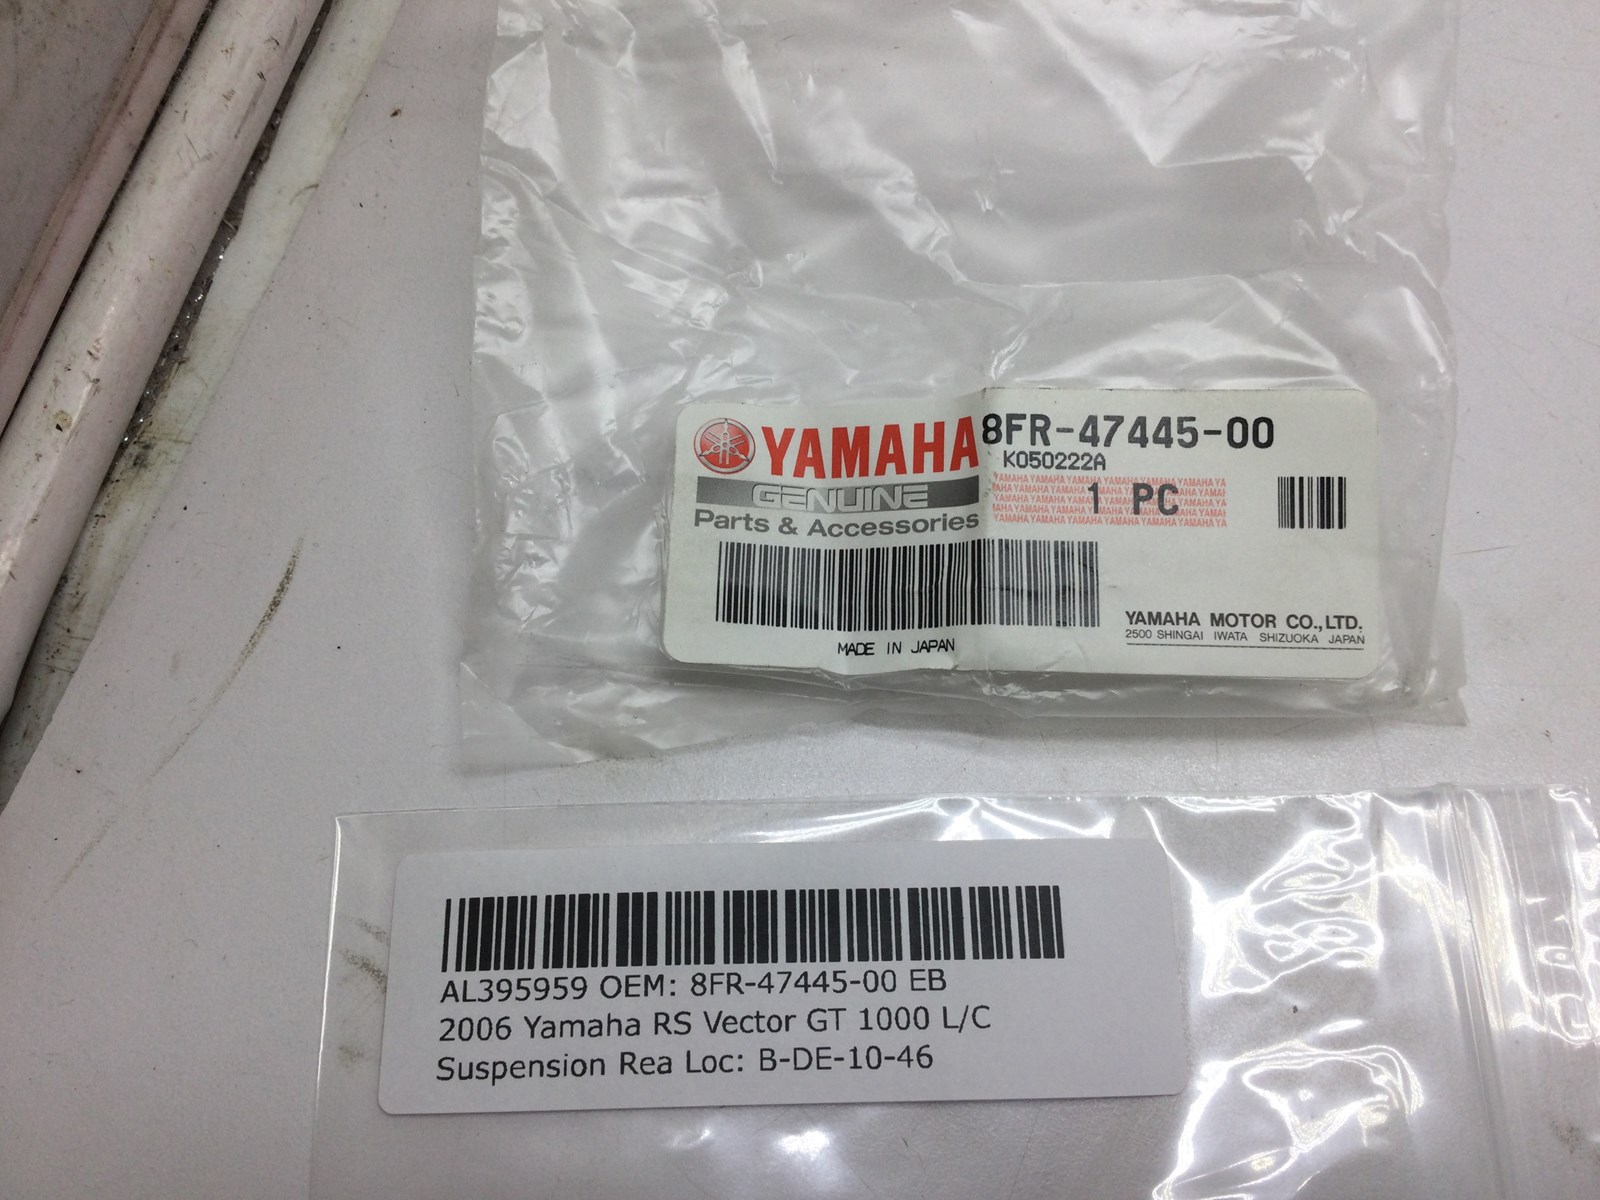 YAMAHA
GENUINE
Parts & Accessories
8FR-47445-00
K050222A
1 PC
MADE IN JAPAN
YAMAHA MOTOR CO.,LTD.
2500 SHINGAI IWATA SHIZUOKA JAPAN
AL395959 OEM: 8FR-47445-00 EB
2006 Yamaha RS Vector GT 1000 L/C
Suspension Rea Loc: B-DE-10-46